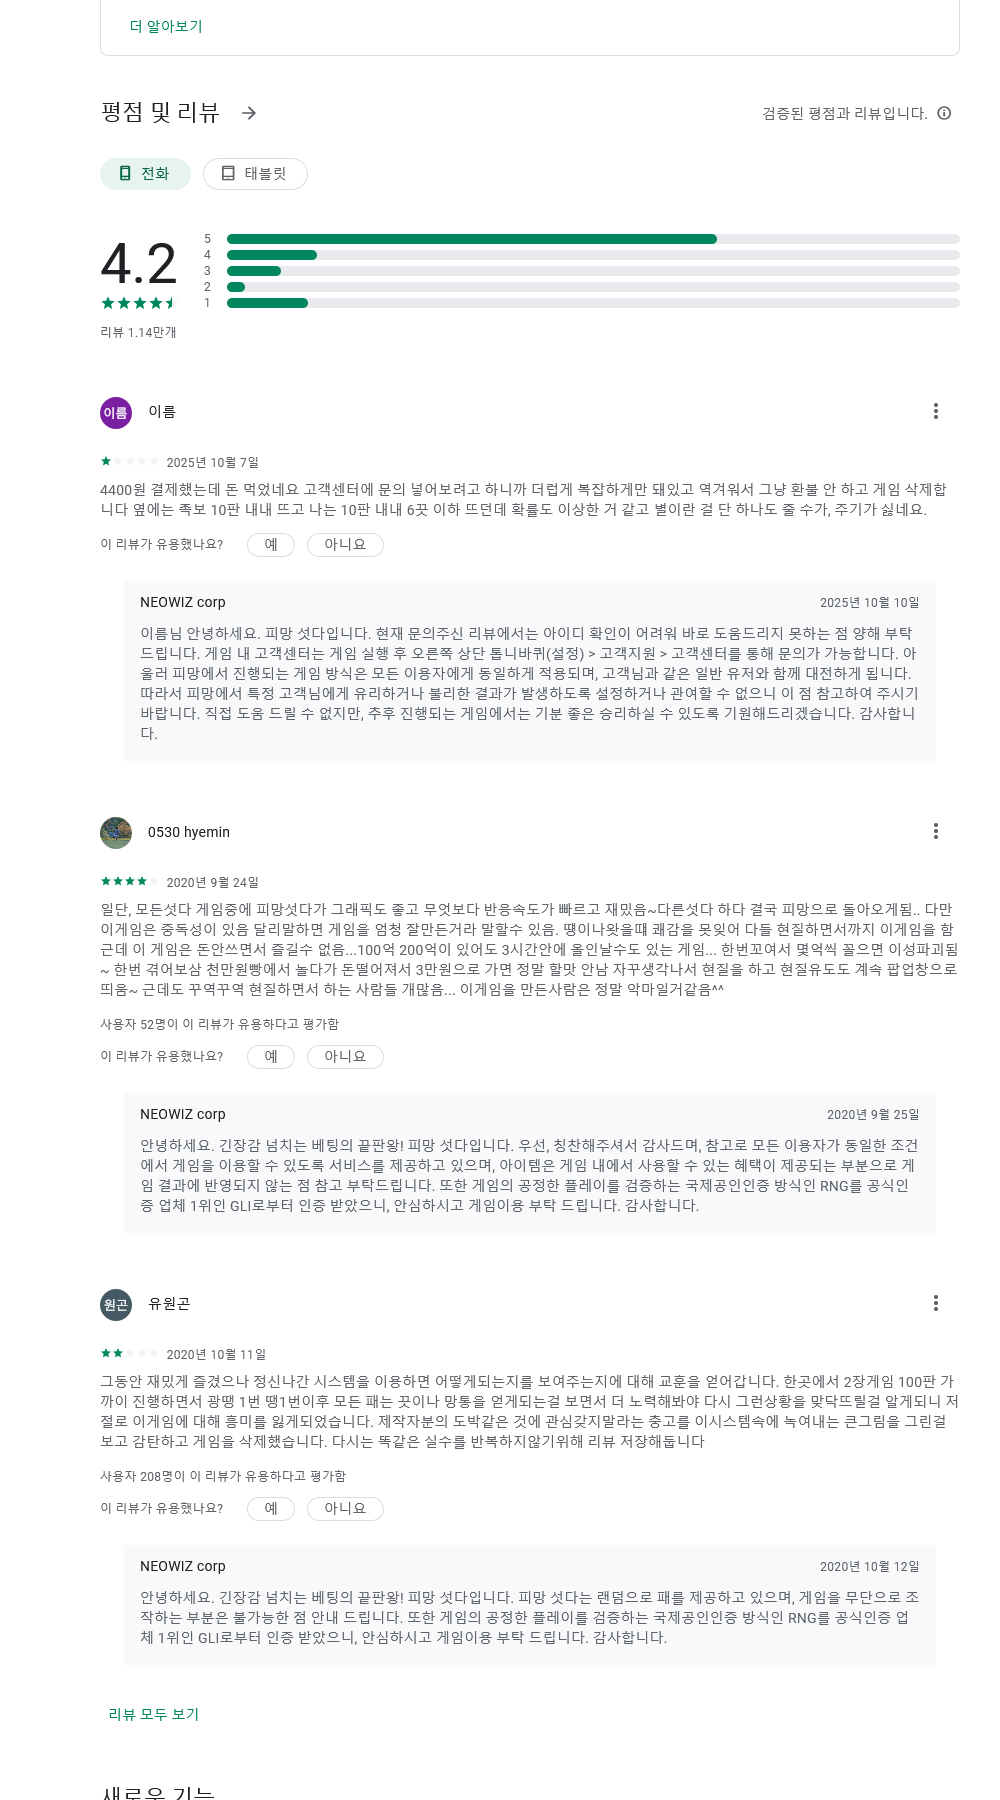 더 알아보기
평점 및 리뷰
검증된 평점과 리뷰입니다.
전화
태블릿
4.2
5
4
3
2
1
리뷰 1.14만개
이름
이름
2025년 10월 7일
4400원 결제했는데 돈 먹었네요 고객센터에 문의 넣어보려고 하니까 더럽게 복잡하게만 돼있고 역겨워서 그냥 환불 안 하고 게임 삭제합
니다 옆에는 족보 10판 내내 뜨고 나는 10판 내내 6끗 이하 뜨던데 확률도 이상한 거 같고 별이란 걸 단 하나도 줄 수가, 주기가 싫네요.
이 리뷰가 유용했나요?
예
아니요
NEOWIZ corp
2025년 10월 10일
이름님 안녕하세요. 피망 섯다입니다. 현재 문의주신 리뷰에서는 아이디 확인이 어려워 바로 도움드리지 못하는 점 양해 부탁
드립니다. 게임 내 고객센터는 게임 실행 후 오른쪽 상단 톱니바퀴(설정) > 고객지원 > 고객센터를 통해 문의가 가능합니다. 아
울러 피망에서 진행되는 게임 방식은 모든 이용자에게 동일하게 적용되며, 고객님과 같은 일반 유저와 함께 대전하게 됩니다.
따라서 피망에서 특정 고객님에게 유리하거나 불리한 결과가 발생하도록 설정하거나 관여할 수 없으니 이 점 참고하여 주시기
바랍니다. 직접 도움 드릴 수 없지만, 추후 진행되는 게임에서는 기분 좋은 승리하실 수 있도록 기원해드리겠습니다. 감사합니
다.
0530 hyemin
2020년 9월 24일
일단, 모든섯다 게임중에 피망섯다가 그래픽도 좋고 무엇보다 반응속도가 빠르고 재밌음~다른섯다 하다 결국 피망으로 돌아오게됨.. 다만
이게임은 중독성이 있음 달리말하면 게임을 엄청 잘만든거라 말할수 있음. 땡이나왓을때 쾌감을 못잊어 다들 현질하면서까지 이게임을 함
근데 이 게임은 돈안쓰면서 즐길수 없음...100억 200억이 있어도 3시간안에 올인날수도 있는 게임... 한번꼬여서 몇억씩 꼴으면 이성파괴됨
~ 한번 겪어보삼 천만원빵에서 놀다가 돈떨어져서 3만원으로 가면 정말 할맛 안남 자꾸생각나서 현질을 하고 현질유도도 계속 팝업창으로
띄움~ 근데도 꾸역꾸역 현질하면서 하는 사람들 개많음... 이게임을 만든사람은 정말 악마일거같음^^
사용자 52명이 이 리뷰가 유용하다고 평가함
이 리뷰가 유용했나요?
예
아니요
NEOWIZ corp
2020년 9월 25일
안녕하세요. 긴장감 넘치는 베팅의 끝판왕! 피망 섯다입니다. 우선, 칭찬해주셔서 감사드며, 참고로 모든 이용자가 동일한 조건
에서 게임을 이용할 수 있도록 서비스를 제공하고 있으며, 아이템은 게임 내에서 사용할 수 있는 혜택이 제공되는 부분으로 게
임 결과에 반영되지 않는 점 참고 부탁드립니다. 또한 게임의 공정한 플레이를 검증하는 국제공인인증 방식인 RNG를 공식인
증 업체 1위인 GLI로부터 인증 받았으니, 안심하시고 게임이용 부탁 드립니다. 감사합니다.
원곤
유원곤
2020년 10월 11일
그동안 재밌게 즐겼으나 정신나간 시스템을 이용하면 어떻게되는지를 보여주는지에 대해 교훈을 얻어갑니다. 한곳에서 2장게임 100판 가
까이 진행하면서 광땡 1번 땡1번이후 모든 패는 끗이나 망통을 얻게되는걸 보면서 더 노력해봐야 다시 그런상황을 맞닥뜨릴걸 알게되니 저
절로 이게임에 대해 흥미를 잃게되었습니다. 제작자분의 도박같은 것에 관심갖지말라는 충고를 이시스템속에 녹여내는 큰그림을 그린걸
보고 감탄하고 게임을 삭제했습니다. 다시는 똑같은 실수를 반복하지않기위해 리뷰 저장해둡니다
사용자 208명이 이 리뷰가 유용하다고 평가함
이 리뷰가 유용했나요?
예
아니요
NEOWIZ corp
2020년 10월 12일
안녕하세요. 긴장감 넘치는 베팅의 끝판왕! 피망 섯다입니다. 피망 섯다는 랜덤으로 패를 제공하고 있으며, 게임을 무단으로 조
작하는 부분은 불가능한 점 안내 드립니다. 또한 게임의 공정한 플레이를 검증하는 국제공인인증 방식인 RNG를 공식인증 업
체 1위인 GLI로부터 인증 받았으니, 안심하시고 게임이용 부탁 드립니다. 감사합니다.
리뷰 모두 보기
새로운 기능